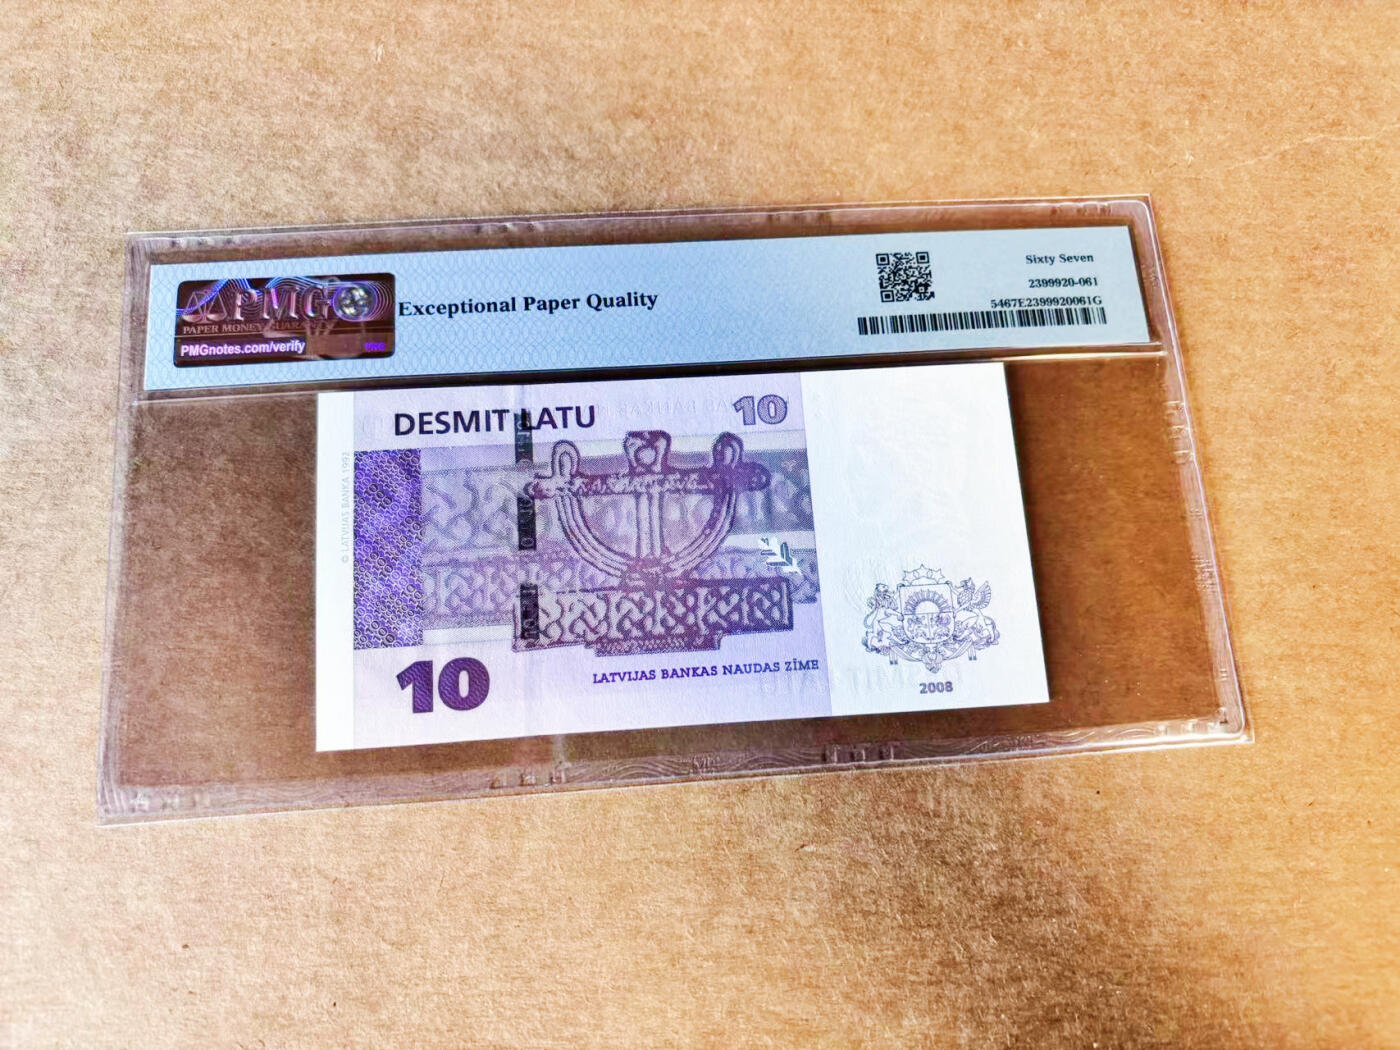 PMG
PAPER MONEY GUARANTY
PMGnotes.com/verify
Exceptional Paper Quality
Sixty Seven
2399920-061
5467E2399920061G
DESMIT LATU
10
© LATVIJAS BANKA 1992
10
LATVIJAS BANKAS NAUDAS ZĪME
2008